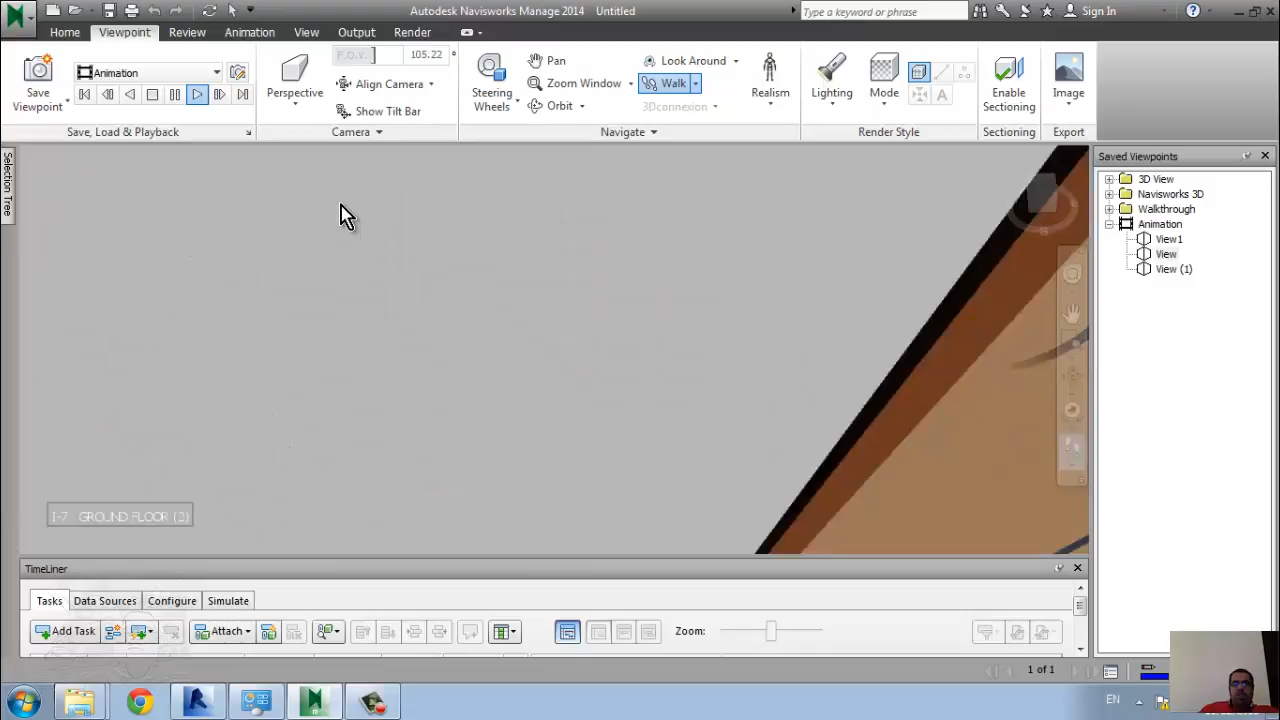 Autodesk Navisworks Manage 2014 Untitled
Type a keyword or phrase
Sign In
Home Viewpoint Review Animation View Output Render
Save Viewpoint
Animation
F.O.V.
105.22 °
Perspective
Align Camera
Show Tilt Bar
Steering Wheels
Pan
Zoom Window
Orbit
Look Around
Walk
3Dconnexion
Realism
Lighting
Mode
Enable Sectioning
Image
Save, Load & Playback
Camera
Navigate
Render Style
Sectioning
Export
Selection Tree
Saved Viewpoints
3D View
Navisworks 3D
Walkthrough
Animation
View1
View
View (1)
I-7 GROUND FLOOR (2)
TimeLiner
Tasks Data Sources Configure Simulate
Add Task
Attach
Zoom:
1 of 1
EN